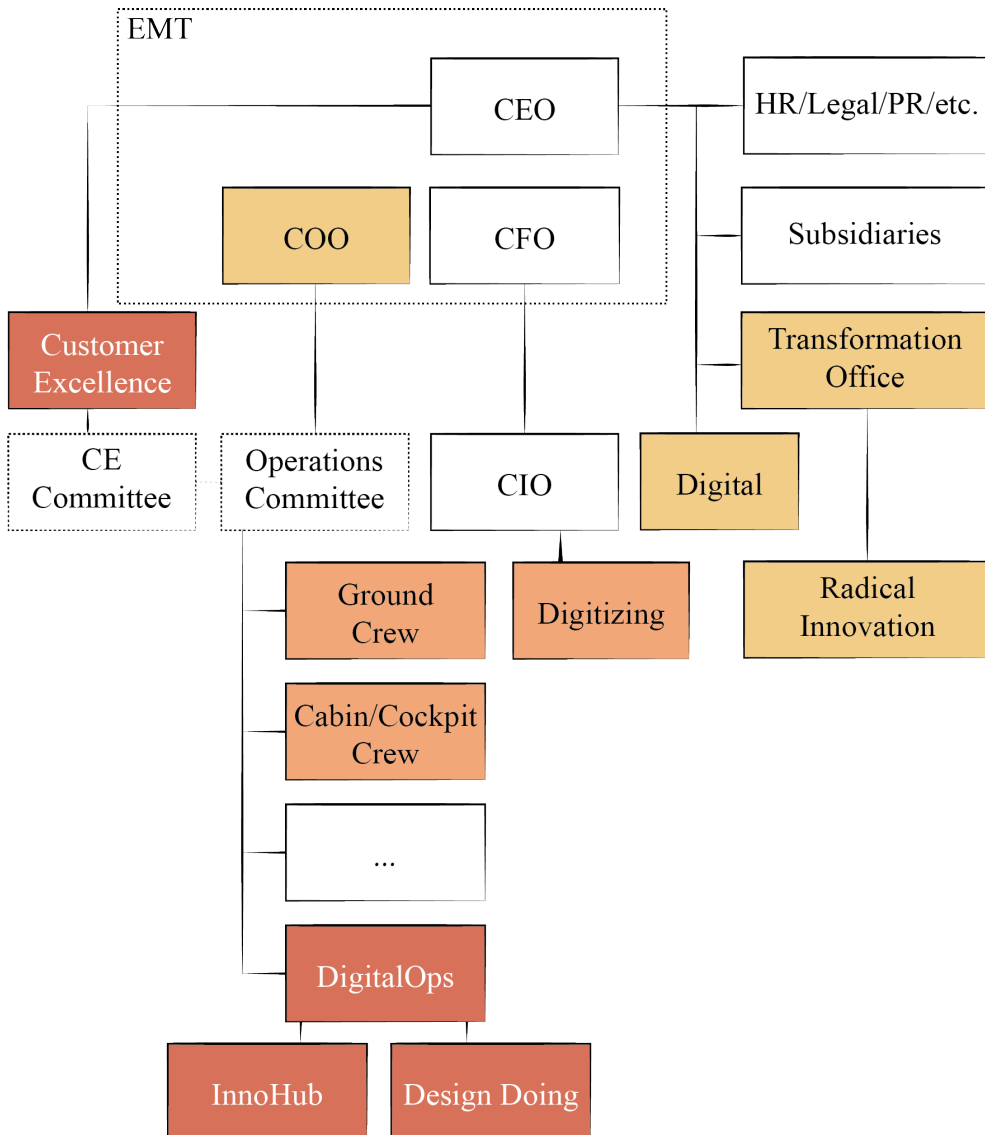 EMT
CEO
HR/Legal/PR/etc.
COO
CFO
Subsidiaries
Customer
Excellence
Transformation
Office
CE
Committee
Operations
Committee
CIO
Digital
Ground
Crew
Digitizing
Radical
Innovation
Cabin/Cockpit
Crew
...
DigitalOps
InnoHub
Design Doing